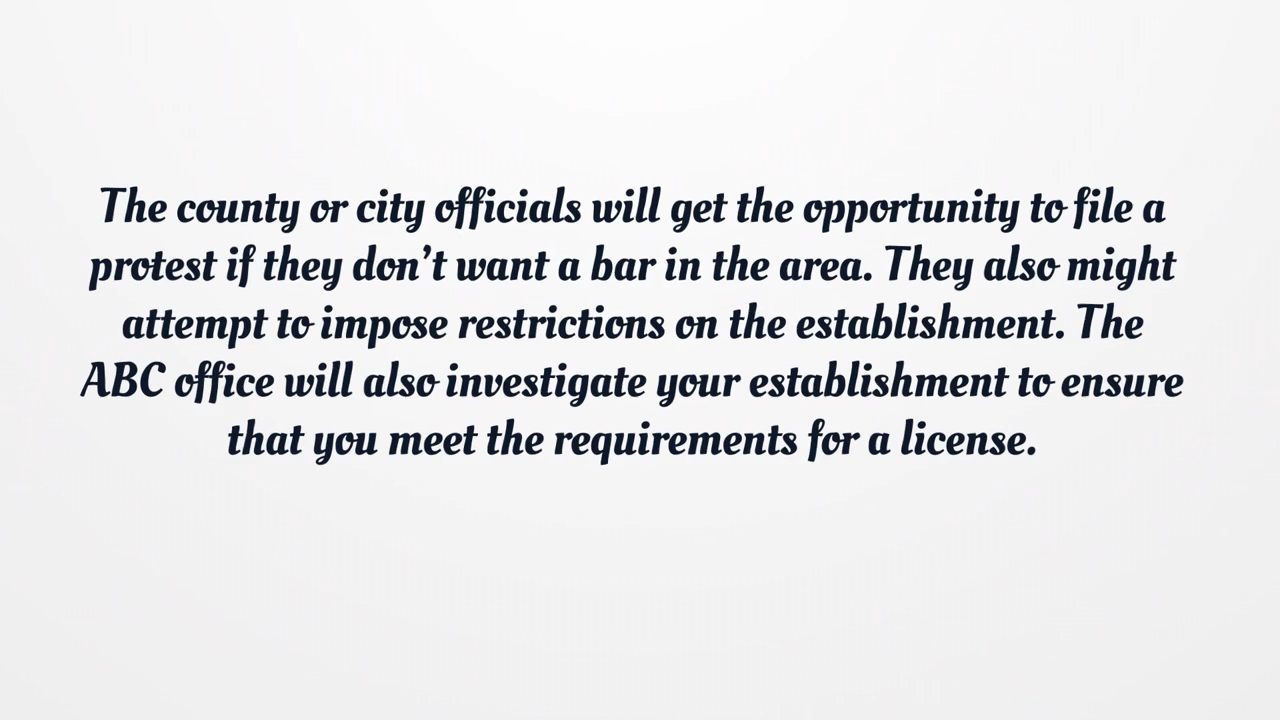 The county or city officials will get the opportunity to file a
protest if they don’t want a bar in the area. They also might
attempt to impose restrictions on the establishment. The
ABC office will also investigate your establishment to ensure
that you meet the requirements for a license.